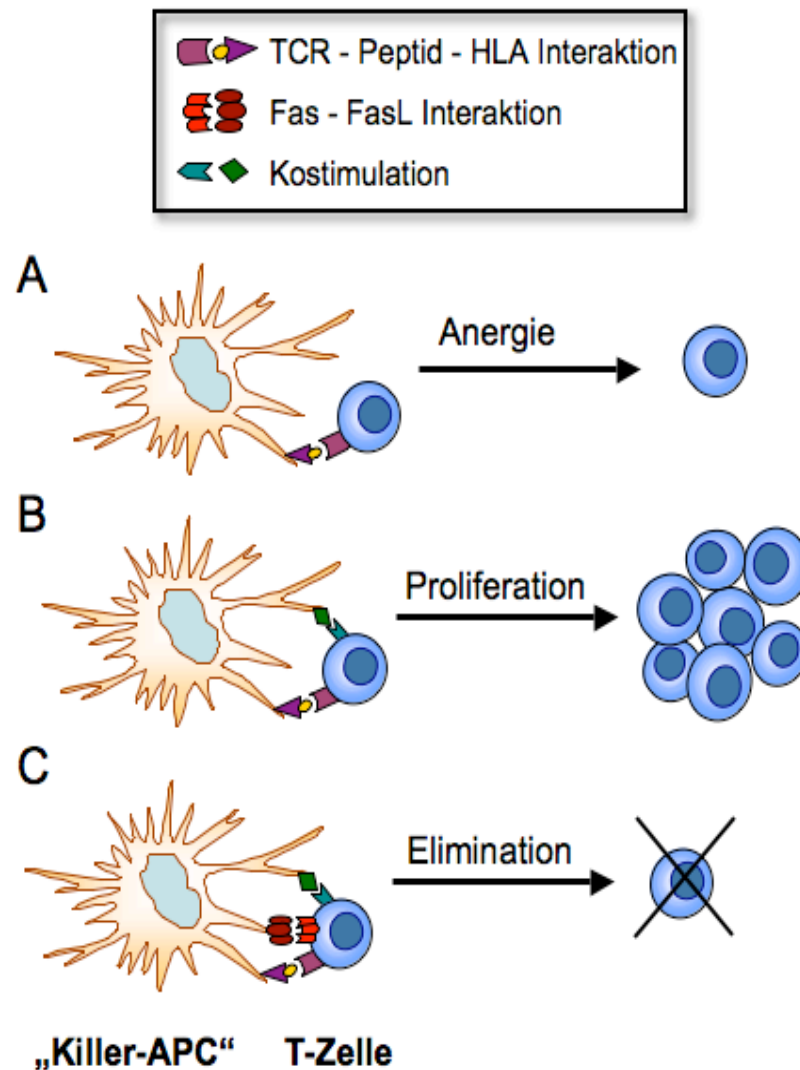 TCR - Peptid - HLA Interaktion
Fas - FasL Interaktion
Kostimulation
A
Anergie
B
Proliferation
C
Elimination
„Killer-APC“ T-Zelle